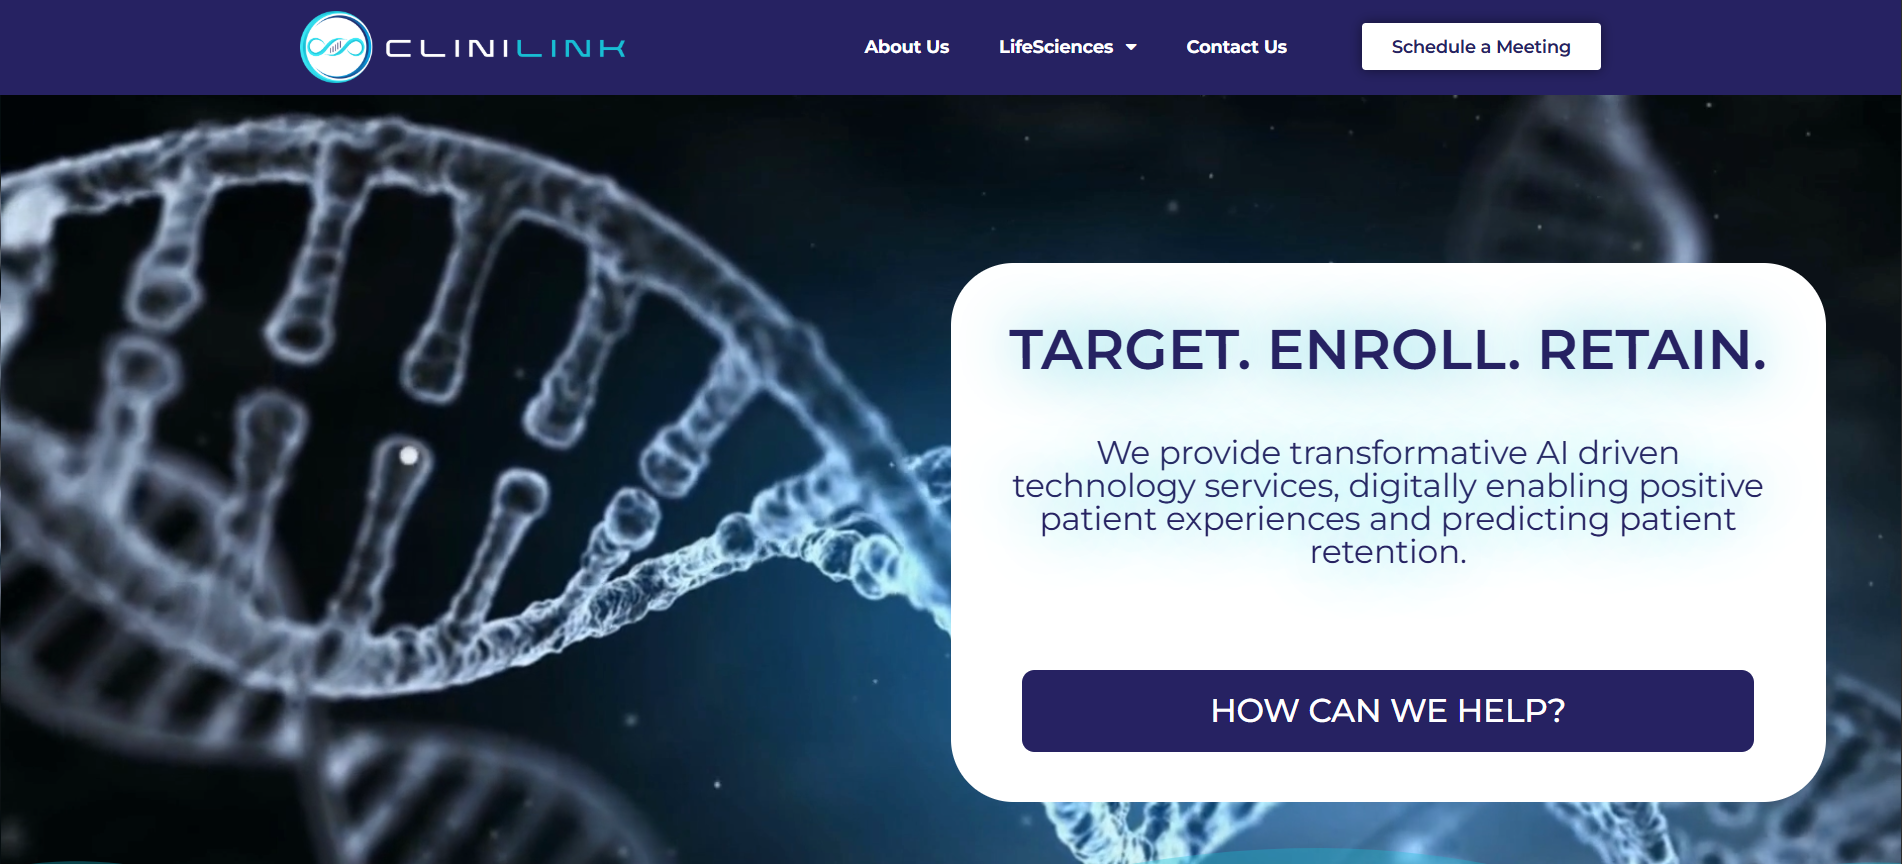 CLINILINK
About Us
LifeSciences
Contact Us
Schedule a Meeting
TARGET. ENROLL. RETAIN.
We provide transformative AI driven
technology services, digitally enabling positive
patient experiences and predicting patient
retention.
HOW CAN WE HELP?